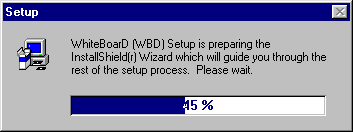 Setup
WhiteBoarD (WBD) Setup is preparing the
InstallShield(r) Wizard which will guide you through the
rest of the setup process.  Please wait.
45 %